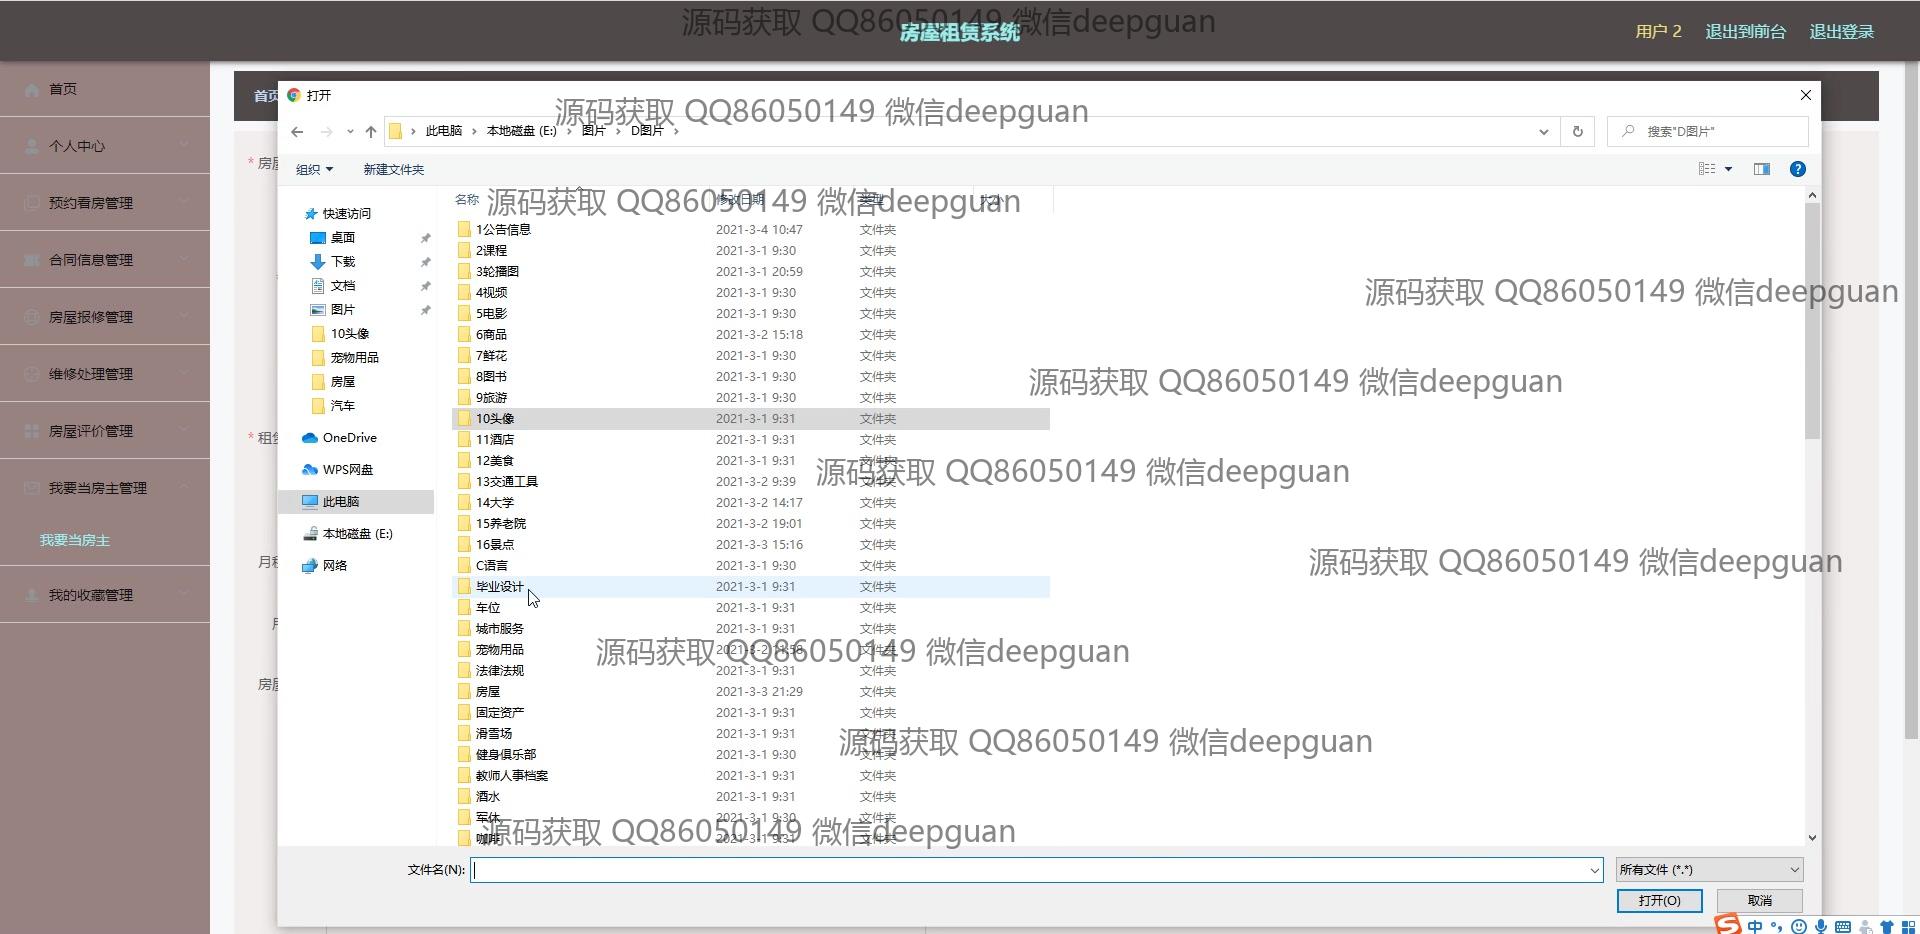 源码获取 QQ86050149 微信deepguan
房屋租赁系统
用户 2 退出到前台 退出登录
首页
个人中心
预约看房管理
合同信息管理
房屋报修管理
维修处理管理
房屋评价管理
我要当房主管理
我要当房主
我的收藏管理
首页
* 房屋
* 租赁
月租
房屋
打开
源码获取 QQ86050149 微信deepguan
此电脑 › 本地磁盘 (E:) › 图片 › D图片 ›
搜索"D图片"
组织 新建文件夹
快速访问
桌面
下载
文档
图片
10头像
宠物用品
房屋
汽车
OneDrive
WPS网盘
此电脑
本地磁盘 (E:)
网络
名称 修改日期 类型 大小
源码获取 QQ86050149 微信deepguan
1公告信息 2021-3-4 10:47 文件夹
2课程 2021-3-1 9:30 文件夹
3轮播图 2021-3-1 20:59 文件夹
4视频 2021-3-1 9:30 文件夹
源码获取 QQ86050149 微信deepguan
5电影 2021-3-1 9:30 文件夹
6商品 2021-3-2 15:18 文件夹
7鲜花 2021-3-1 9:30 文件夹
8图书 2021-3-1 9:30 文件夹
源码获取 QQ86050149 微信deepguan
9旅游 2021-3-1 9:30 文件夹
10头像 2021-3-1 9:31 文件夹
11酒店 2021-3-1 9:31 文件夹
12美食 2021-3-1 9:31 文件夹
源码获取 QQ86050149 微信deepguan
13交通工具 2021-3-2 9:39 文件夹
14大学 2021-3-2 14:17 文件夹
15养老院 2021-3-2 19:01 文件夹
16景点 2021-3-3 15:16 文件夹
源码获取 QQ86050149 微信deepguan
C语言 2021-3-1 9:30 文件夹
毕业设计 2021-3-1 9:31 文件夹
车位 2021-3-1 9:31 文件夹
城市服务 2021-3-1 9:31 文件夹
宠物用品 2021-3-2 11:58 文件夹
源码获取 QQ86050149 微信deepguan
法律法规 2021-3-1 9:31 文件夹
房屋 2021-3-3 21:29 文件夹
固定资产 2021-3-1 9:31 文件夹
滑雪场 2021-3-1 9:31 文件夹
源码获取 QQ86050149 微信deepguan
健身俱乐部 2021-3-1 9:30 文件夹
教师人事档案 2021-3-1 9:31 文件夹
酒水 2021-3-1 9:31 文件夹
军休 2021-3-1 9:30 文件夹
源码获取 QQ86050149 微信deepguan
咖啡 2021-3-1 9:31 文件夹
文件名(N):
所有文件 (*.*)
打开(O) 取消
中